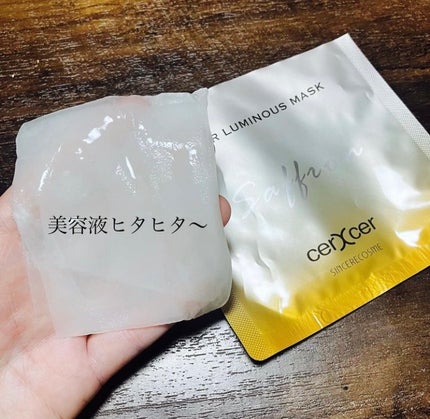 R LUMINOUS MASK
Saffron
美容液ヒタヒタ〜
cerXcer
SINCERECOSME